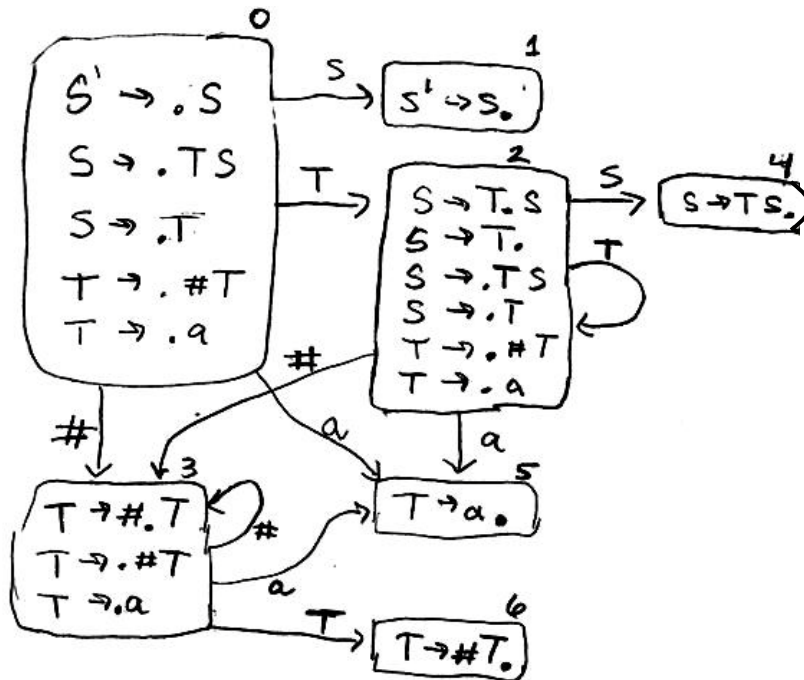 0
S' → .S
S → .TS
S → .T
T → .#T
T → .a
S
1
S' → S.
T
2
S → T.S
S → T.
S → .TS
S → .T
T → .#T
T → .a
S
4
S → TS.
T
#
#
a
a
3
T → #.T
T → .#T
T → .a
#
a
5
T → a.
T
6
T → #T.